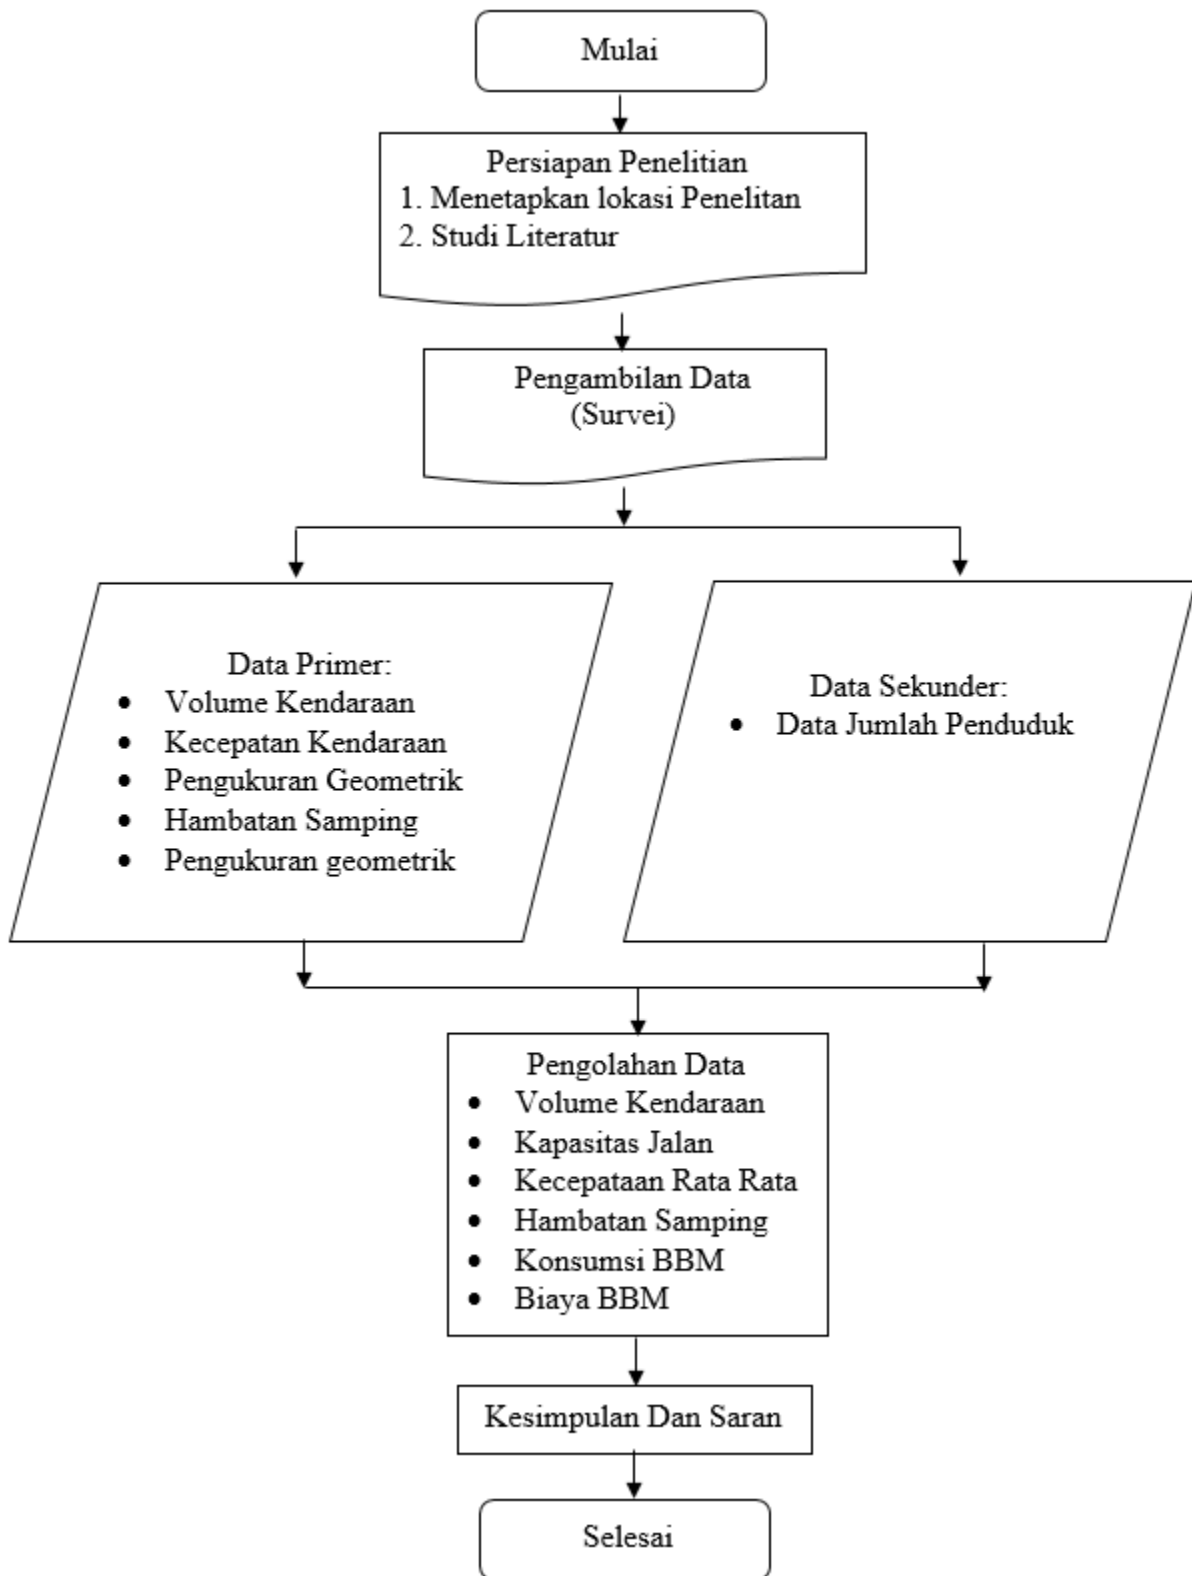 Mulai
Persiapan Penelitian
1. Menetapkan lokasi Penelitan
2. Studi Literatur
Pengambilan Data
(Survei)
Data Primer:
• Volume Kendaraan
• Kecepatan Kendaraan
• Pengukuran Geometrik
• Hambatan Samping
• Pengukuran geometrik
Data Sekunder:
• Data Jumlah Penduduk
Pengolahan Data
• Volume Kendaraan
• Kapasitas Jalan
• Kecepataan Rata Rata
• Hambatan Samping
• Konsumsi BBM
• Biaya BBM
Kesimpulan Dan Saran
Selesai